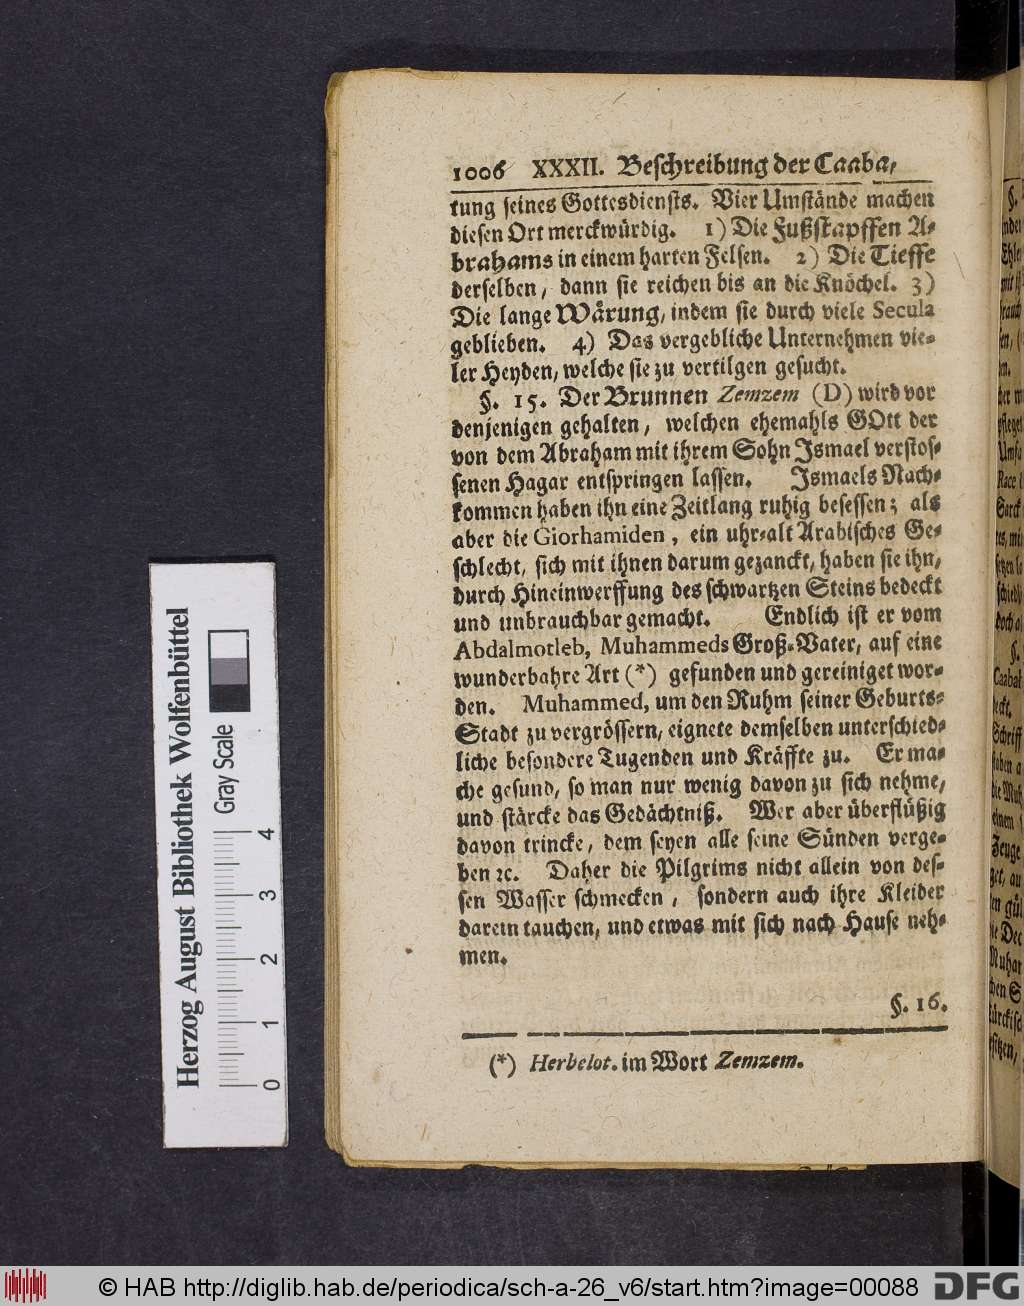 1006 XXXII. Beschreibung der Caaba,
tung seines Gottesdiensts. Vier Umstände machen
diesen Ort merckwürdig. 1) Die Fußstapffen A-
brahams in einem harten Felsen. 2) Die Tieffe
derselben, dann sie reichen bis an die Knöchel. 3)
Die lange Wärung, indem sie durch viele Secula
geblieben. 4) Das vergebliche Unternehmen vie-
ler Heyden, welche sie zu vertilgen gesucht.
§. 15. Der Brunnen Zemzem (D) wird vor
denjenigen gehalten, welchen ehemahls GOtt der
von dem Abraham mit ihrem Sohn Ismael verstos-
senen Hagar entspringen lassen. Ismaels Nach-
kommen haben ihn eine Zeitlang ruhig besessen; als
aber die Giorhamiden, ein uhr-alt Arabisches Ge-
schlecht, sich mit ihnen darum gezanckt, haben sie ihn,
durch Hineinwerffung des schwartzen Steins bedeckt
und unbrauchbar gemacht. Endlich ist er vom
Abdalmotleb, Muhammeds Groß-Vater, auf eine
wunderbahre Art (*) gefunden und gereiniget wor-
den. Muhammed, um den Ruhm seiner Geburts-
Stadt zu vergrössern, eignete demselben unterschied-
liche besondere Tugenden und Kräffte zu. Er ma-
che gesund, so man nur wenig davon zu sich nehme,
und stärcke das Gedächtniß. Wer aber überflüßig
davon trincke, dem seyen alle seine Sünden verge-
ben ꝛc. Daher die Pilgrims nicht allein von des-
sen Wasser schmecken, sondern auch ihre Kleider
darein tauchen, und etwas mit sich nach Hause neh-
men.
§. 16.
(*) Herbelot. im Wort Zemzem.
Herzog August Bibliothek Wolfenbüttel
Gray Scale
0 1 2 3 4
© HAB http://diglib.hab.de/periodica/sch-a-26_v6/start.htm?image=00088
DFG